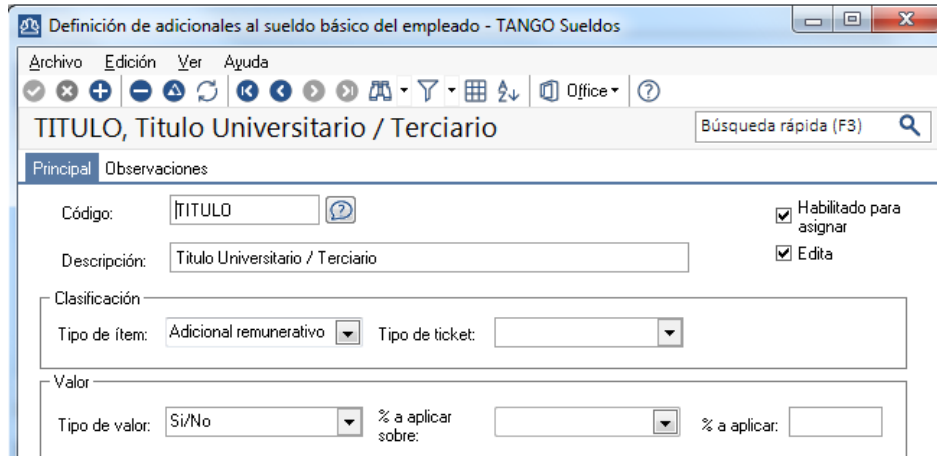 Definición de adicionales al sueldo básico del empleado - TANGO Sueldos
Archivo Edición Ver Ayuda
Office
TITULO, Titulo Universitario / Terciario
Búsqueda rápida (F3)
Principal Observaciones
Código: TITULO
Habilitado para asignar
Descripción: Titulo Universitario / Terciario
Edita
Clasificación
Tipo de ítem: Adicional remunerativo Tipo de ticket:
Valor
Tipo de valor: Si/No % a aplicar sobre: % a aplicar: